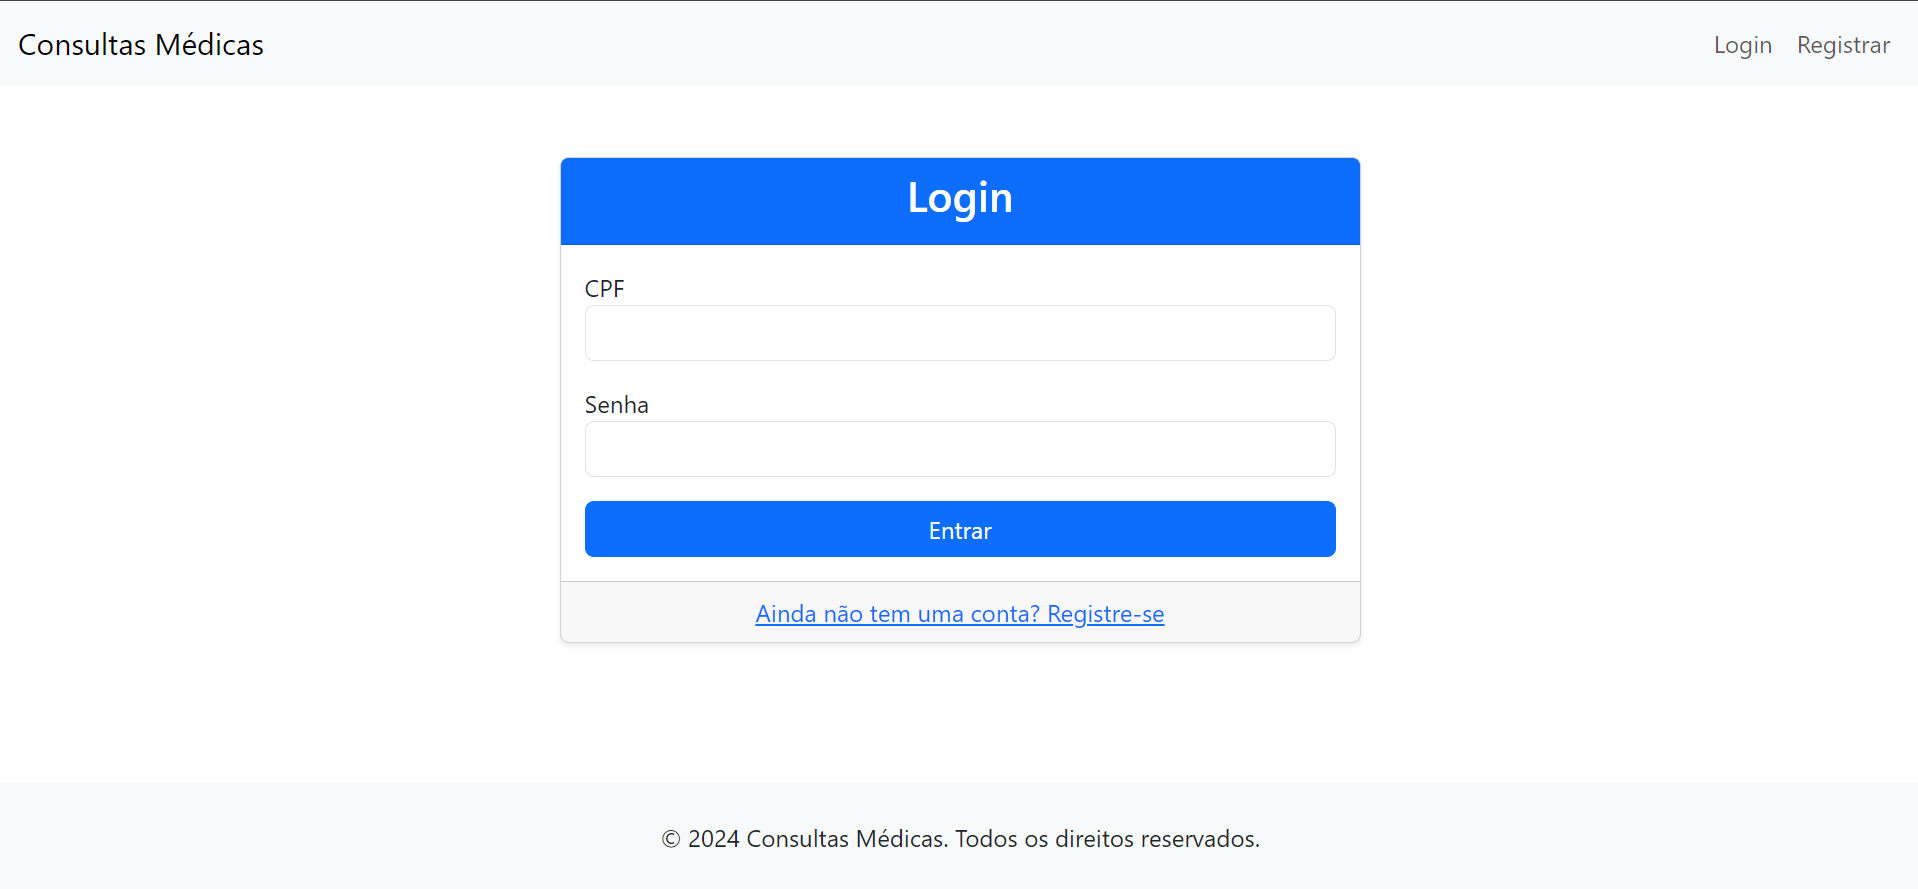 Consultas Médicas
Login Registrar
Login
CPF
Senha
Entrar
Ainda não tem uma conta? Registre-se
© 2024 Consultas Médicas. Todos os direitos reservados.